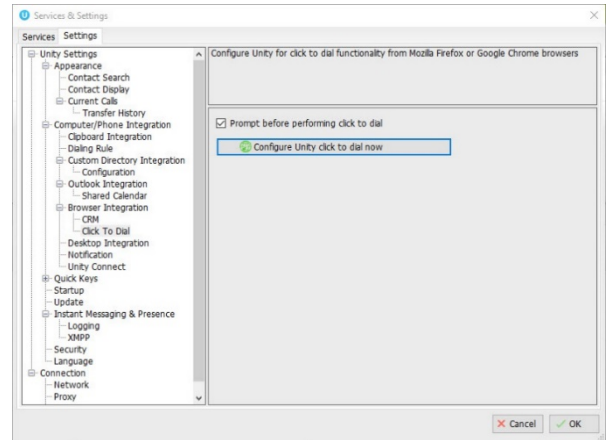 Services & Settings
Services Settings
Unity Settings
Appearance
Contact Search
Contact Display
Current Calls
Transfer History
Computer/Phone Integration
Clipboard Integration
Dialing Rule
Custom Directory Integration
Configuration
Outlook Integration
Shared Calendar
Browser Integration
CRM
Click To Dial
Desktop Integration
Notification
Unity Connect
Quick Keys
Startup
Update
Instant Messaging & Presence
Logging
XMPP
Security
Language
Connection
Network
Proxy
Configure Unity for click to dial functionality from Mozilla Firefox or Google Chrome browsers
Prompt before performing click to dial
Configure Unity click to dial now
Cancel OK